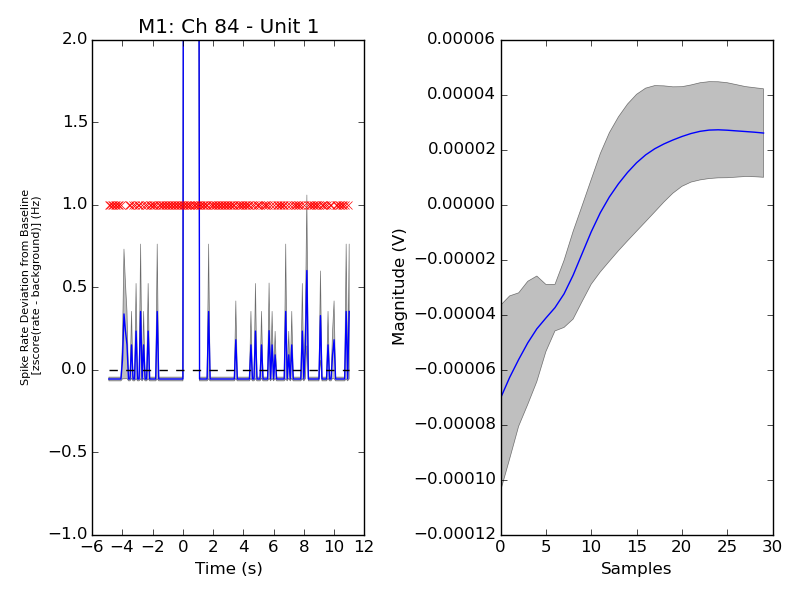 M1: Ch 84 - Unit 1
2.0
1.5
1.0
0.5
0.0
−0.5
−1.0
Spike Rate Deviation from Baseline
[zscore(rate - background)] (Hz)
−6 −4 −2 0 2 4 6 8 10 12
Time (s)
0.00006
0.00004
0.00002
0.00000
−0.00002
−0.00004
−0.00006
−0.00008
−0.00010
−0.00012
Magnitude (V)
0 5 10 15 20 25 30
Samples